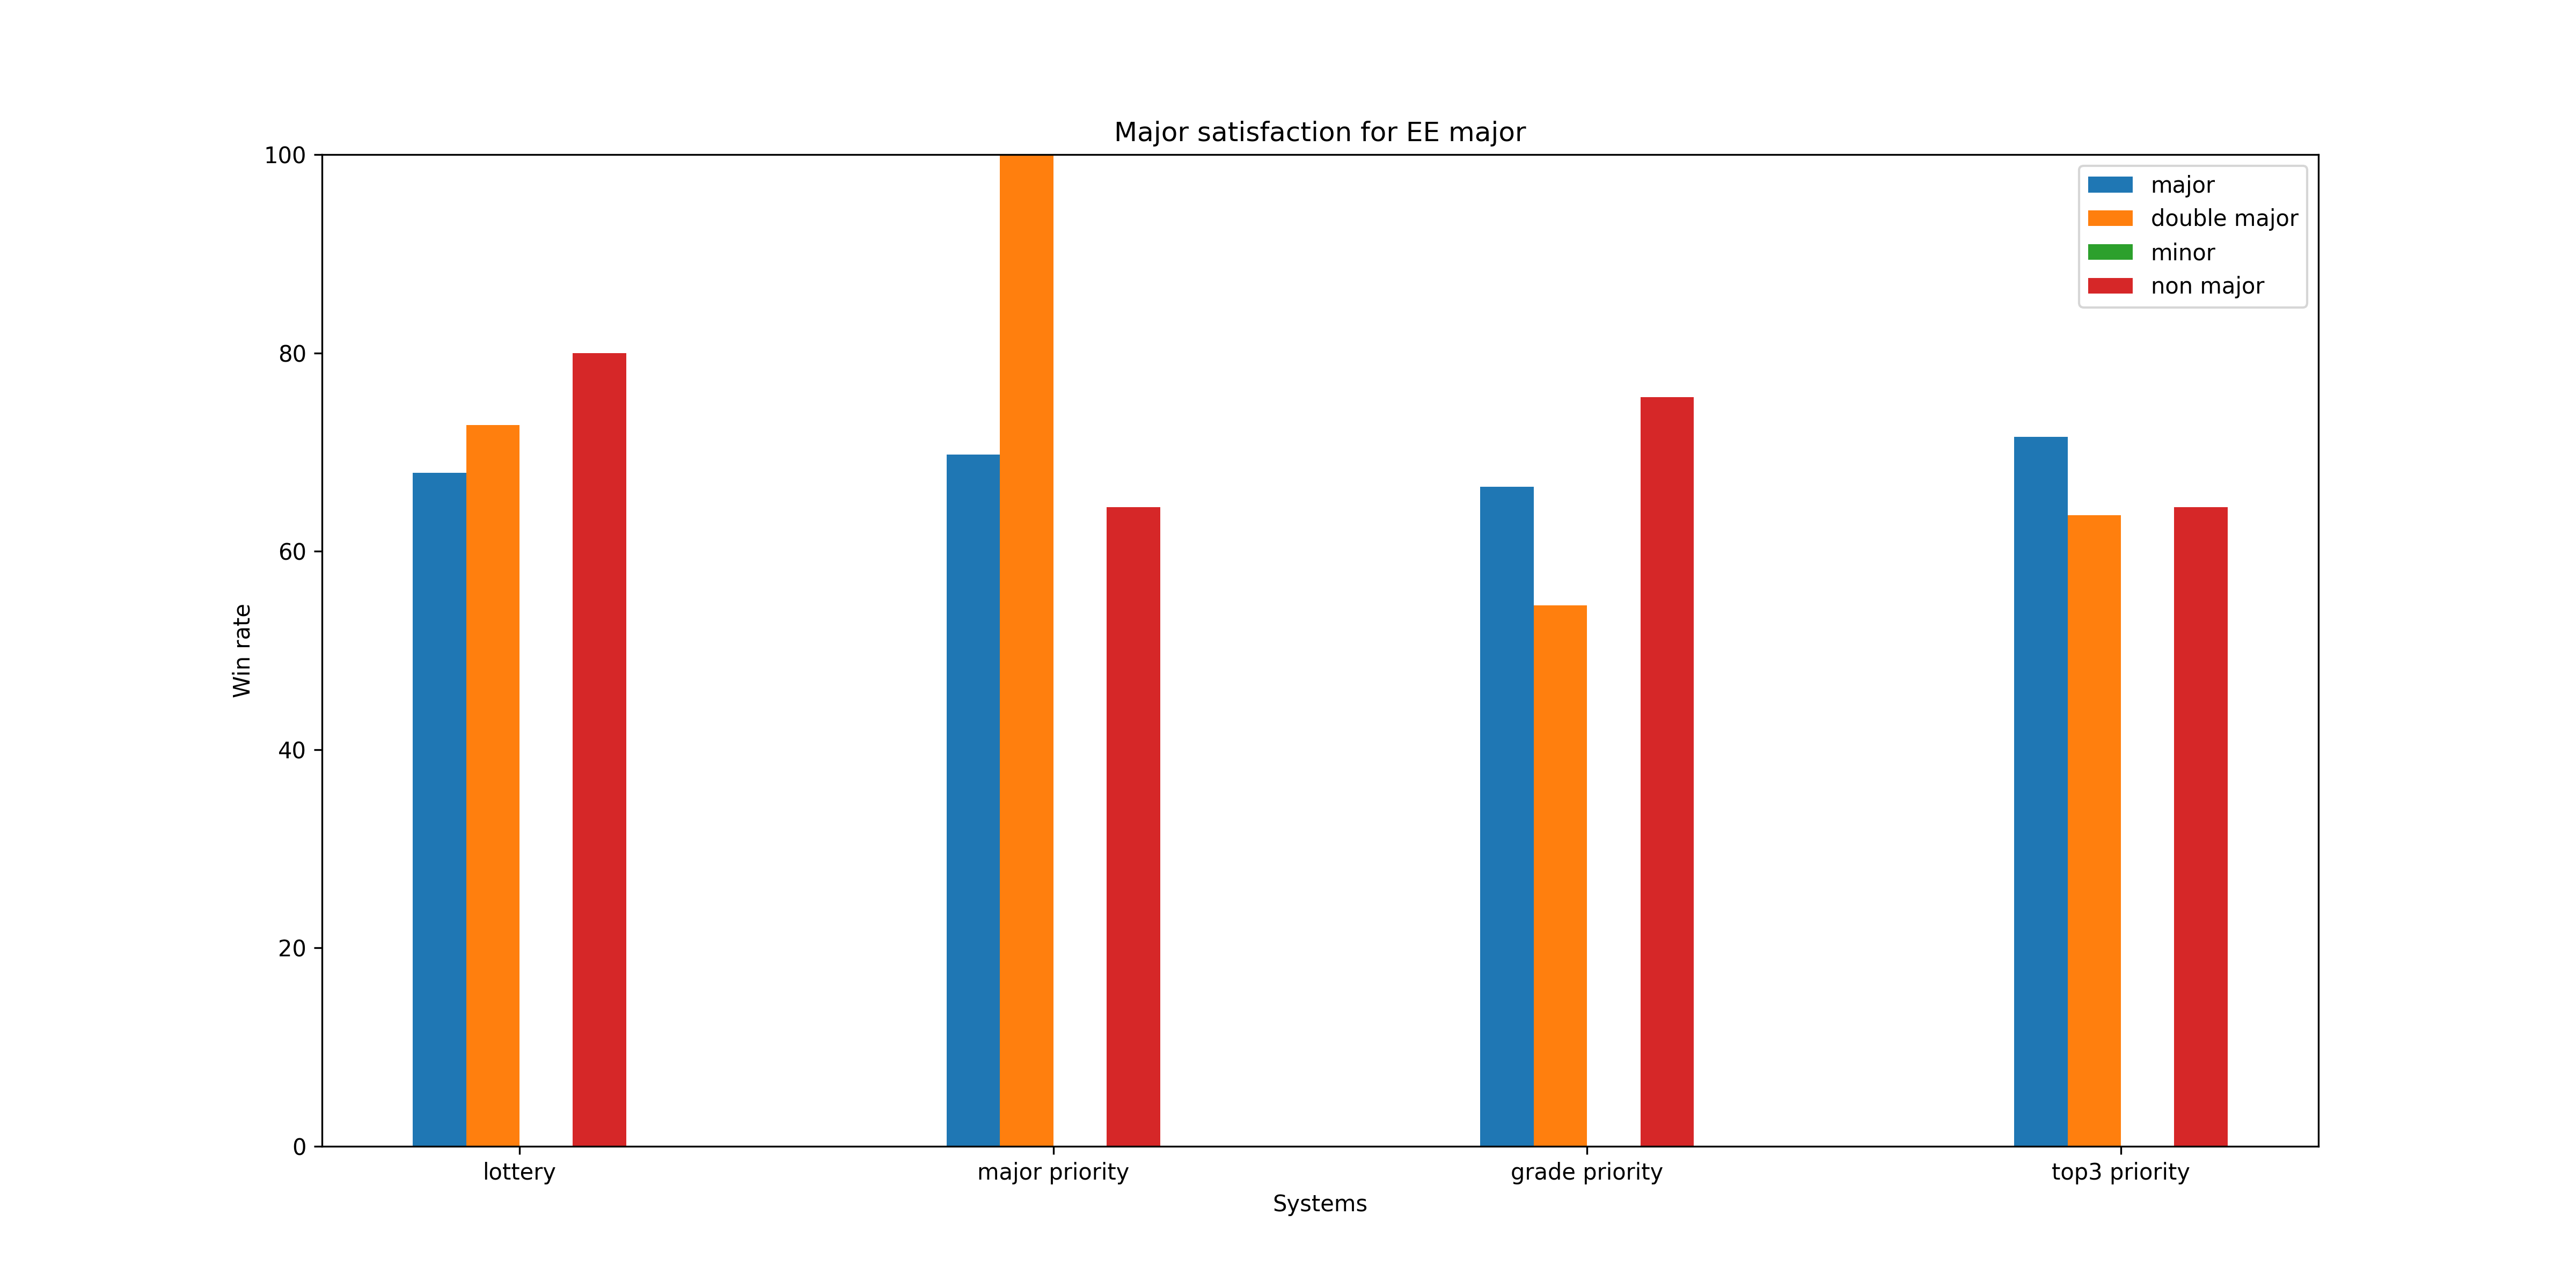 Major satisfaction for EE major
100
80
60
40
20
0
Win rate
major
double major
minor
non major
lottery
major priority
grade priority
top3 priority
Systems